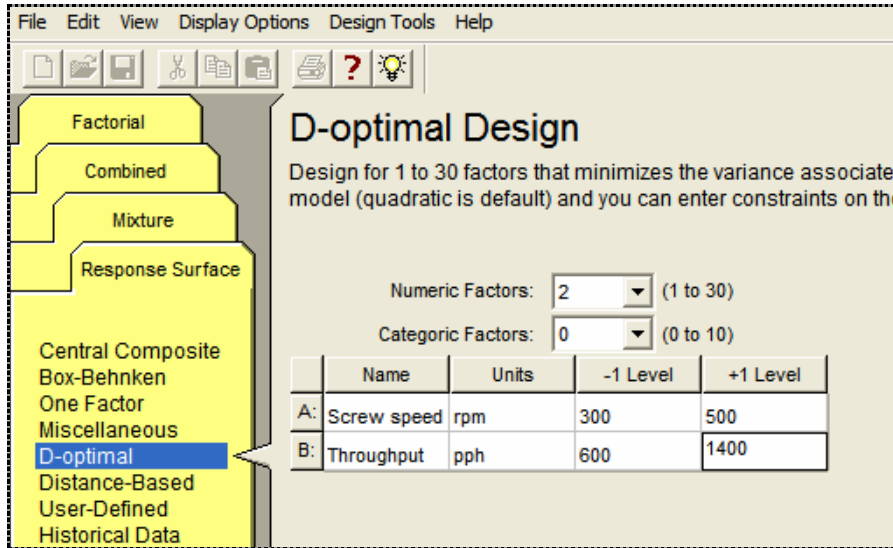 File Edit View Display Options Design Tools Help
?
Factorial
Combined
Mixture
Response Surface
Central Composite
Box-Behnken
One Factor
Miscellaneous
D-optimal
Distance-Based
User-Defined
Historical Data
D-optimal Design
Design for 1 to 30 factors that minimizes the variance associate
model (quadratic is default) and you can enter constraints on th
Numeric Factors: 2 (1 to 30)
Categoric Factors: 0 (0 to 10)
Name Units -1 Level +1 Level
A: Screw speed rpm 300 500
B: Throughput pph 600 1400